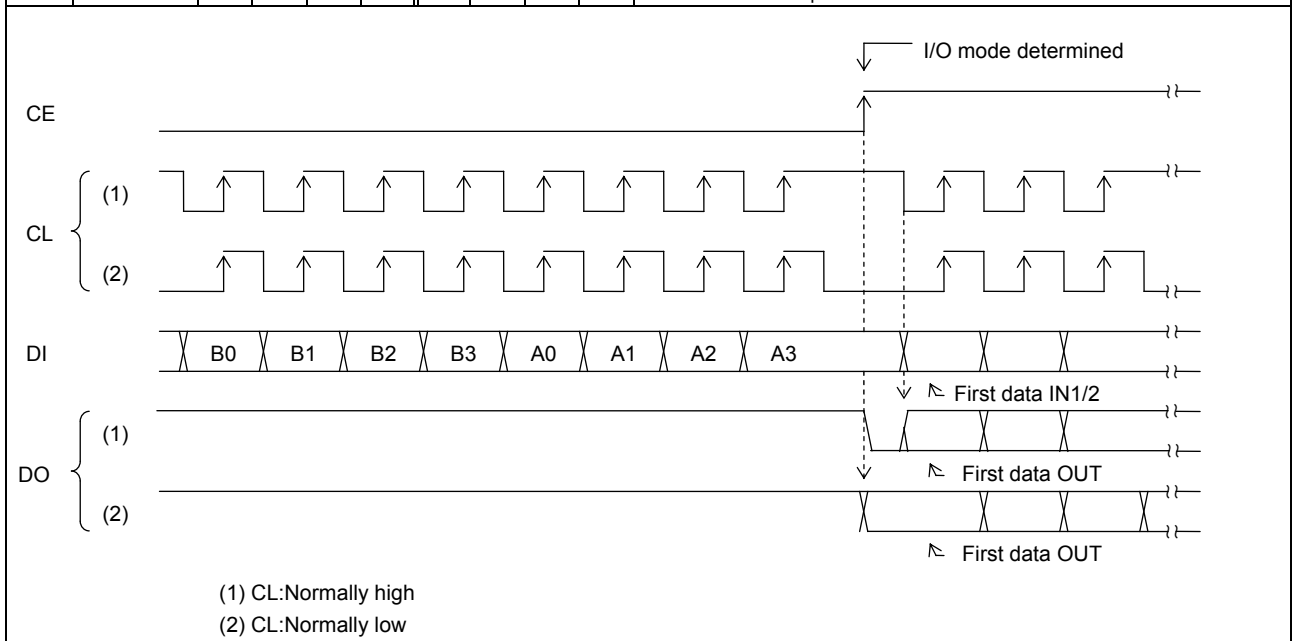 I/O mode determined
CE
(1)
CL
(2)
DI B0 B1 B2 B3 A0 A1 A2 A3
First data IN1/2
(1)
DO
First data OUT
(2)
First data OUT
(1) CL:Normally high
(2) CL:Normally low